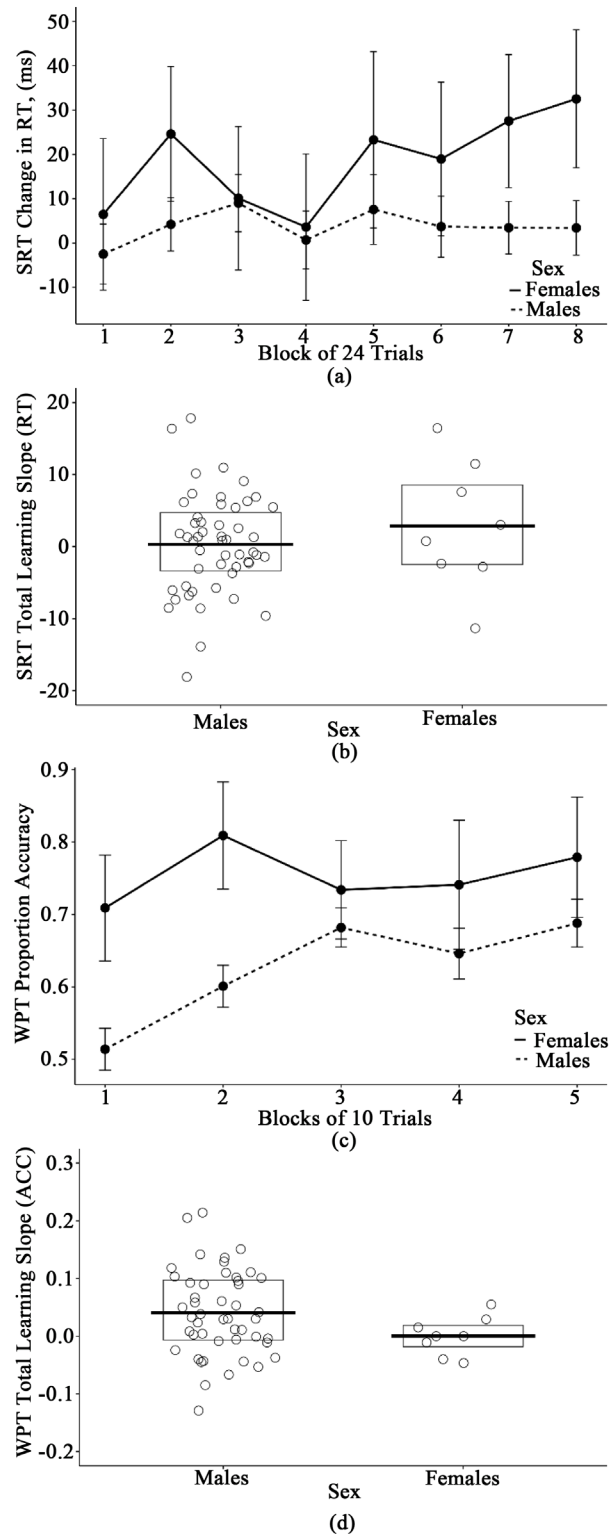 SRT Change in RT, (ms)
50
40
30
20
10
0
-10
Sex
Females
Males
1 2 3 4 5 6 7 8
Block of 24 Trials
(a)
SRT Total Learning Slope (RT)
20
10
0
-10
-20
Males Females
Sex
(b)
WPT Proportion Accuracy
0.9
0.8
0.7
0.6
0.5
Sex
Females
Males
1 2 3 4 5
Blocks of 10 Trials
(c)
WPT Total Learning Slope (ACC)
0.3
0.2
0.1
0.0
-0.1
-0.2
Males Females
Sex
(d)